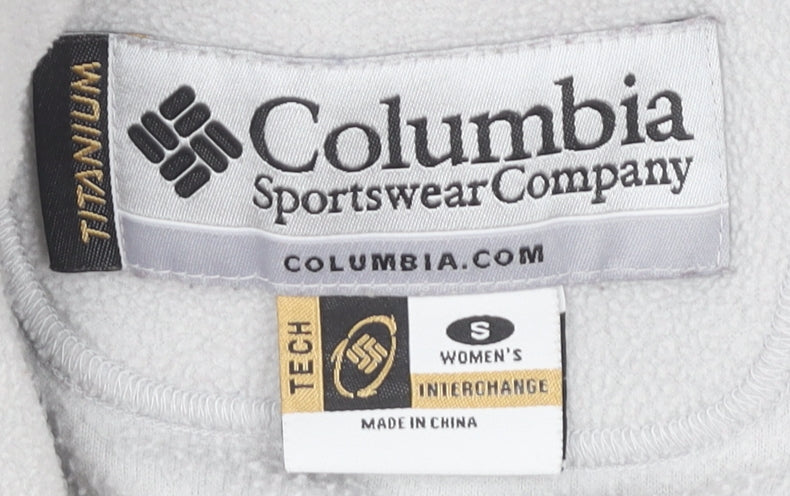 TITANIUM
Columbia
Sportswear Company
COLUMBIA.COM
TECH
S
WOMEN'S
INTERCHANGE
MADE IN CHINA